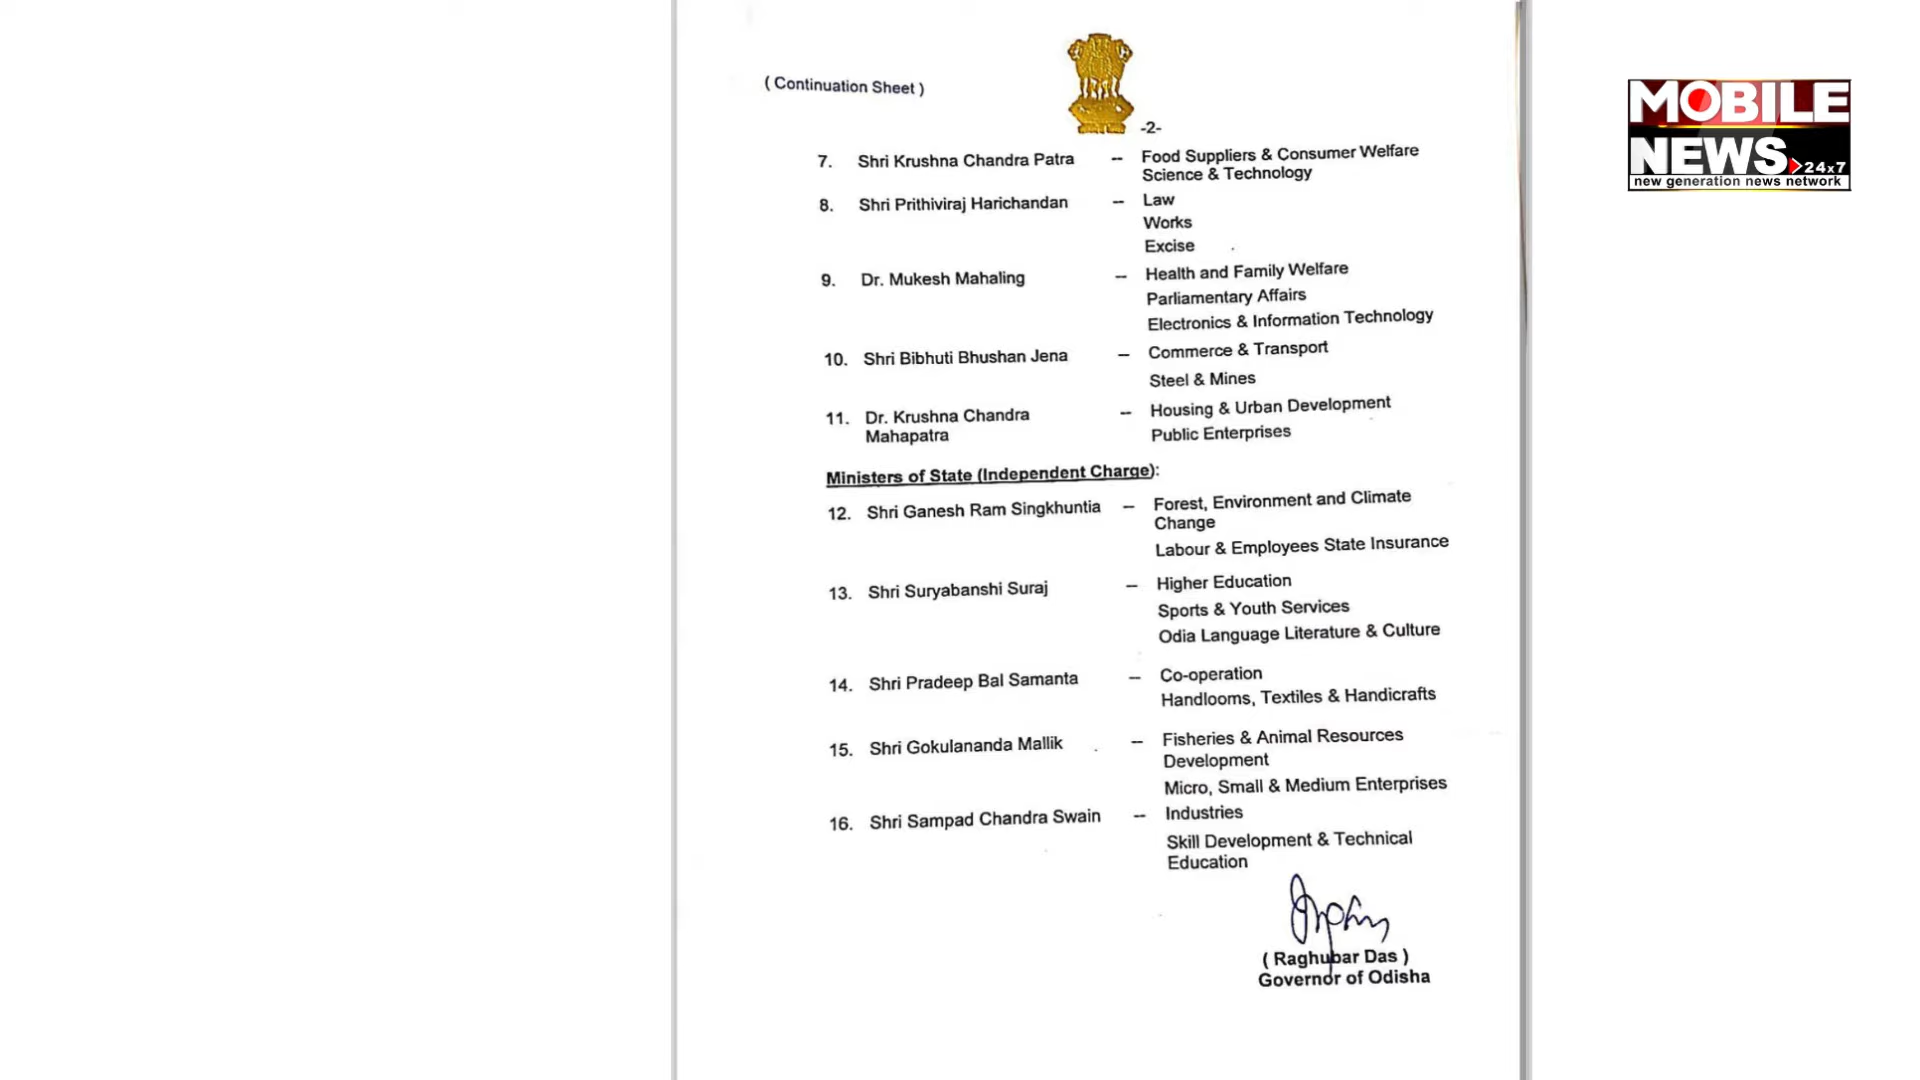 ( Continuation Sheet )
-2-
7. Shri Krushna Chandra Patra -- Food Suppliers & Consumer Welfare
Science & Technology
8. Shri Prithiviraj Harichandan -- Law
Works
Excise
9. Dr. Mukesh Mahaling -- Health and Family Welfare
Parliamentary Affairs
Electronics & Information Technology
10. Shri Bibhuti Bhushan Jena -- Commerce & Transport
Steel & Mines
11. Dr. Krushna Chandra -- Housing & Urban Development
Mahapatra Public Enterprises
Ministers of State (Independent Charge):
12. Shri Ganesh Ram Singkhuntia -- Forest, Environment and Climate
Change
Labour & Employees State Insurance
13. Shri Suryabanshi Suraj -- Higher Education
Sports & Youth Services
Odia Language Literature & Culture
14. Shri Pradeep Bal Samanta -- Co-operation
Handlooms, Textiles & Handicrafts
15. Shri Gokulananda Mallik -- Fisheries & Animal Resources
Development
Micro, Small & Medium Enterprises
16. Shri Sampad Chandra Swain -- Industries
Skill Development & Technical
Education
( Raghubar Das )
Governor of Odisha
MOBILE
NEWS 24x7
new generation news network